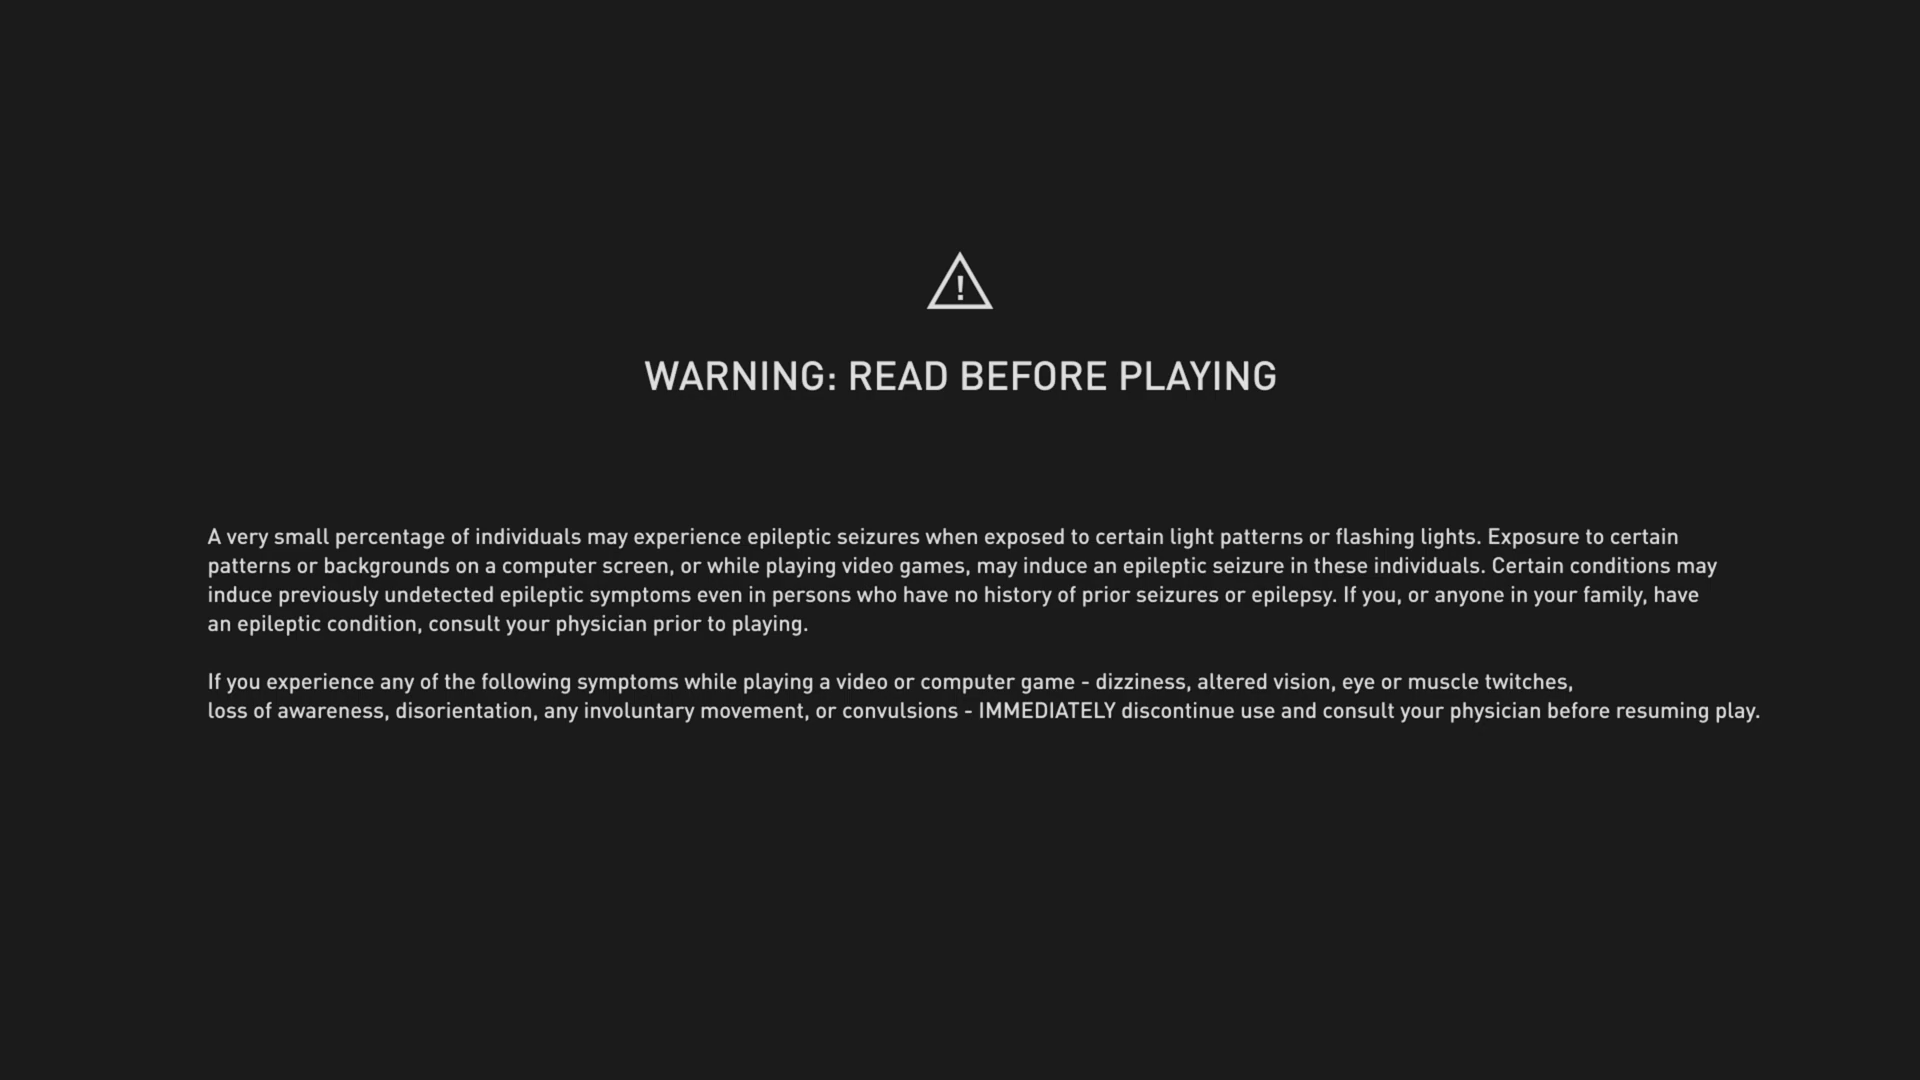 !
WARNING: READ BEFORE PLAYING
A very small percentage of individuals may experience epileptic seizures when exposed to certain light patterns or flashing lights. Exposure to certain
patterns or backgrounds on a computer screen, or while playing video games, may induce an epileptic seizure in these individuals. Certain conditions may
induce previously undetected epileptic symptoms even in persons who have no history of prior seizures or epilepsy. If you, or anyone in your family, have
an epileptic condition, consult your physician prior to playing.
If you experience any of the following symptoms while playing a video or computer game - dizziness, altered vision, eye or muscle twitches,
loss of awareness, disorientation, any involuntary movement, or convulsions - IMMEDIATELY discontinue use and consult your physician before resuming play.